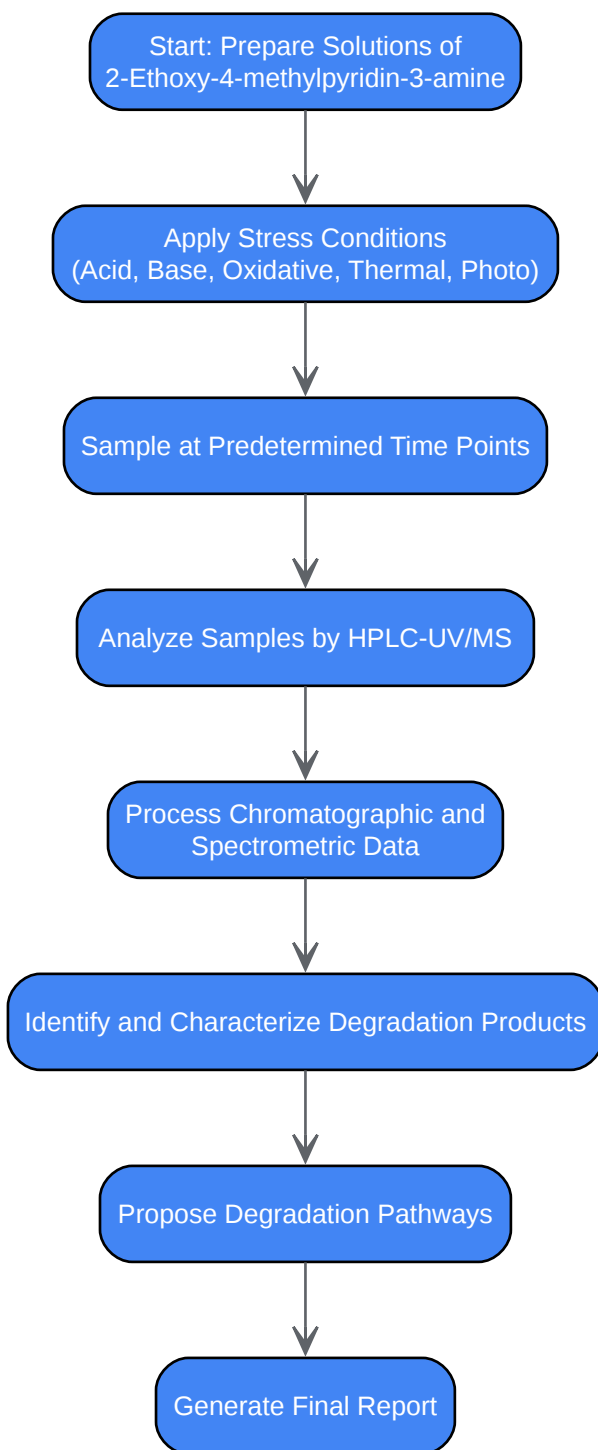 Start: Prepare Solutions of
2-Ethoxy-4-methylpyridin-3-amine
Apply Stress Conditions
(Acid, Base, Oxidative, Thermal, Photo)
Sample at Predetermined Time Points
Analyze Samples by HPLC-UV/MS
Process Chromatographic and
Spectrometric Data
Identify and Characterize Degradation Products
Propose Degradation Pathways
Generate Final Report